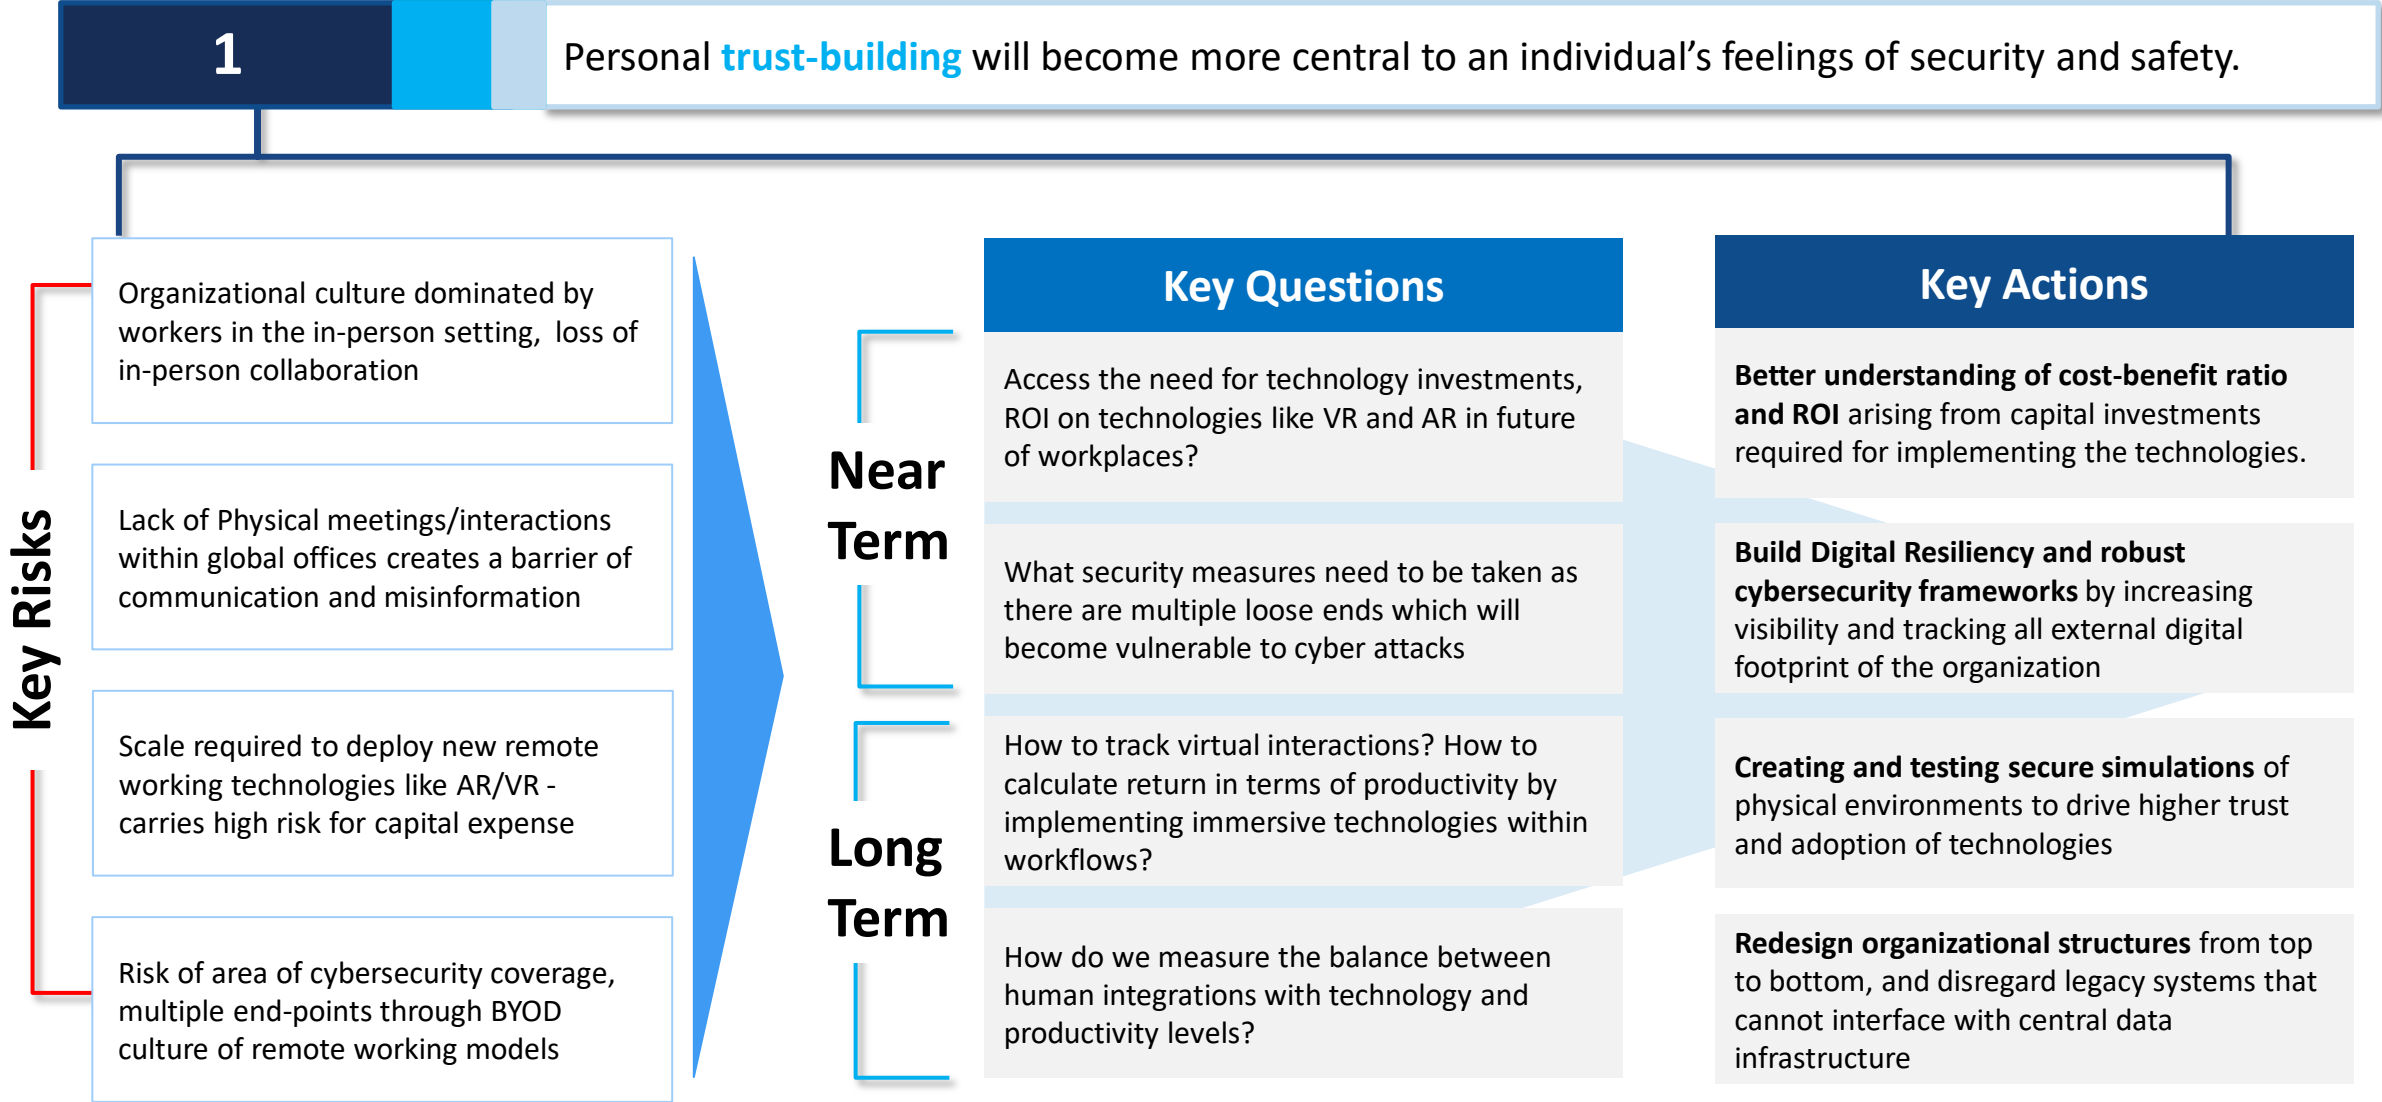 1
Personal trust-building will become more central to an individual’s feelings of security and safety.
Key Risks
Organizational culture dominated by
workers in the in-person setting,  loss of
in-person collaboration
Lack of Physical meetings/interactions
within global offices creates a barrier of
communication and misinformation
Scale required to deploy new remote
working technologies like AR/VR -
carries high risk for capital expense
Risk of area of cybersecurity coverage,
multiple end-points through BYOD
culture of remote working models
Near
Term
Long
Term
Key Questions
Access the need for technology investments,
ROI on technologies like VR and AR in future
of workplaces?
What security measures need to be taken as
there are multiple loose ends which will
become vulnerable to cyber attacks
How to track virtual interactions? How to
calculate return in terms of productivity by
implementing immersive technologies within
workflows?
How do we measure the balance between
human integrations with technology and
productivity levels?
Key Actions
Better understanding of cost-benefit ratio
and ROI arising from capital investments
required for implementing the technologies.
Build Digital Resiliency and robust
cybersecurity frameworks by increasing
visibility and tracking all external digital
footprint of the organization
Creating and testing secure simulations of
physical environments to drive higher trust
and adoption of technologies
Redesign organizational structures from top
to bottom, and disregard legacy systems that
cannot interface with central data
infrastructure